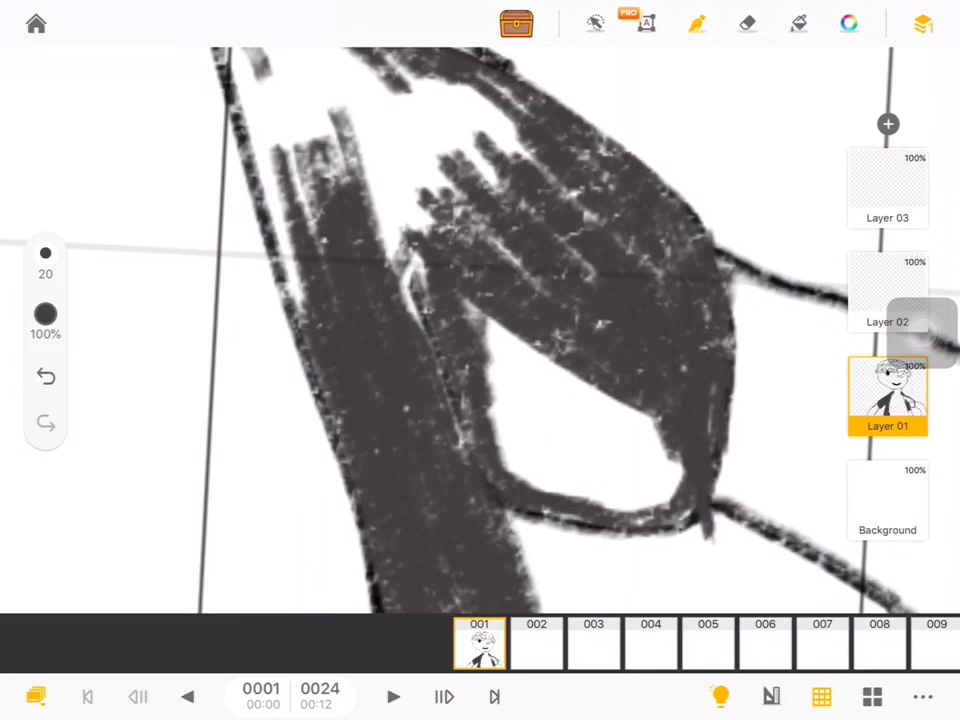 PRO
A
1
100%
Layer 03
20
100%
100%
Layer 02
100%
Layer 01
100%
Background
001 002 003 004 005 006 007 008 009
0001 0024
00:00 00:12